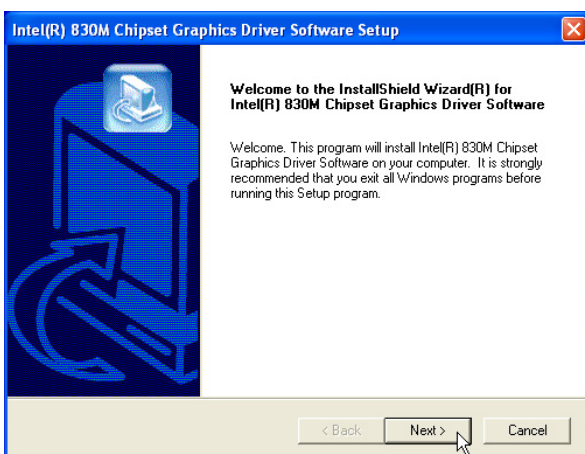 Intel(R) 830M Chipset Graphics Driver Software Setup
Welcome to the InstallShield Wizard(R) for
Intel(R) 830M Chipset Graphics Driver Software
Welcome. This program will install Intel(R) 830M Chipset
Graphics Driver Software on your computer. It is strongly
recommended that you exit all Windows programs before
running this Setup program.
< Back Next > Cancel